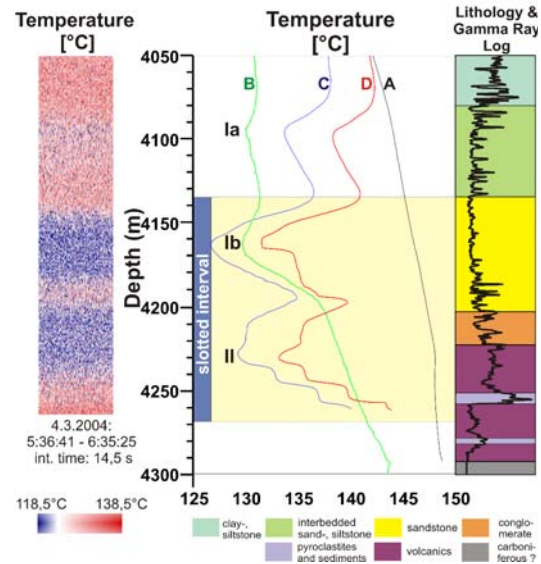 Temperature
[°C]
Temperature
[°C]
Lithology &
Gamma Ray
Log
4050
4100
4150
4200
4250
4300
Depth (m)
slotted interval
B
C
D
A
Ia
Ib
II
4.3.2004:
5:36:41 - 6:35:25
int. time: 14,5 s
125
130
135
140
145
150
118,5°C
138,5°C
clay-,
siltstone
interbedded
sand-, siltstone
sandstone
conglo-
merate
pyroclastites
and sediments
volcanics
carboni-
ferous ?